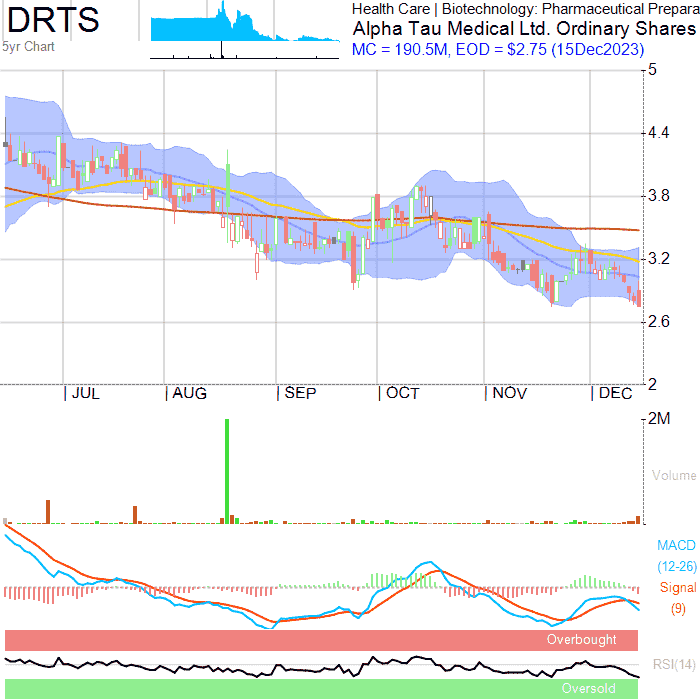 DRTS
5yr Chart
Health Care | Biotechnology: Pharmaceutical Prepara
Alpha Tau Medical Ltd. Ordinary Shares
MC = 190.5M, EOD = $2.75 (15Dec2023)
5
4.4
3.8
3.2
2.6
2
JUL AUG SEP OCT NOV DEC
2M
Volume
MACD
(12-26)
Signal
(9)
Overbought
RSI(14)
Oversold